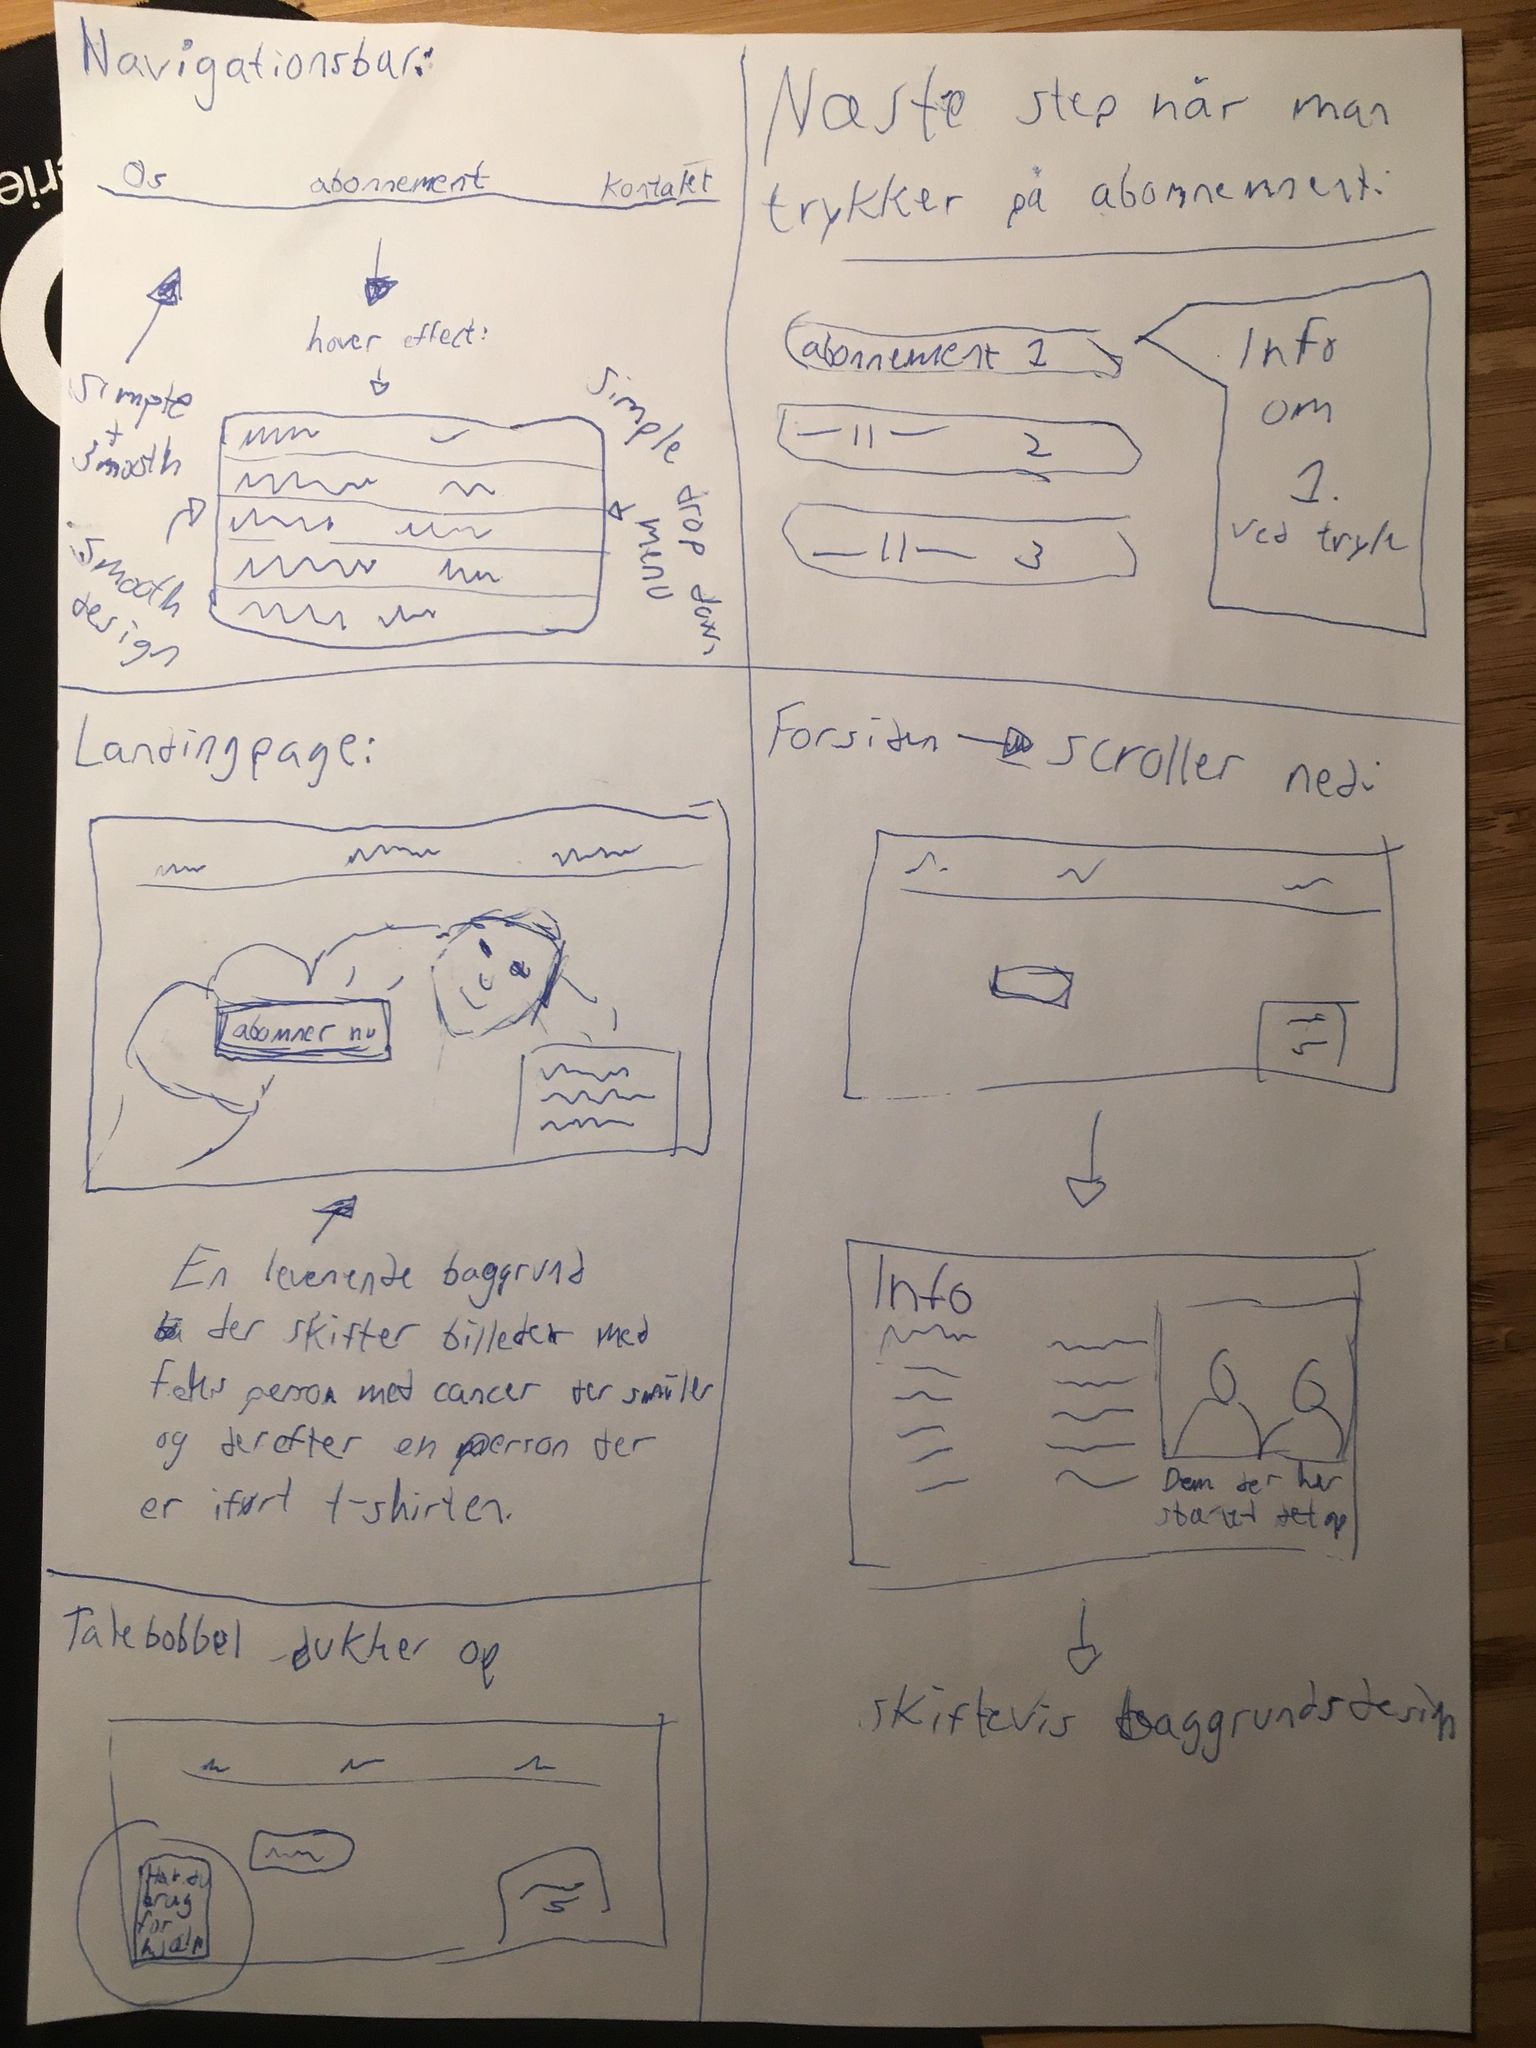 Navigationsbar:
Os abonnement Kontakt
hover effect:
simple
+
smooth
smooth
design
simple drop down
menu
Næste step når man
trykker på abonnement:
abonnement 1
—11— 2
—11— 3
Info
om
1.
ved tryk
Landingpage:
abonner nu
En levenende baggrund
der skifter billeder med
person med cancer der smiler
og derefter en person der
er iført t-shirten.
Talebobbel dukker op
Har du
brug
for
hjælp
Forsiden → scroller ned:
Info
Dem der har
startet det op
skiftevis baggrundsdesign
erie